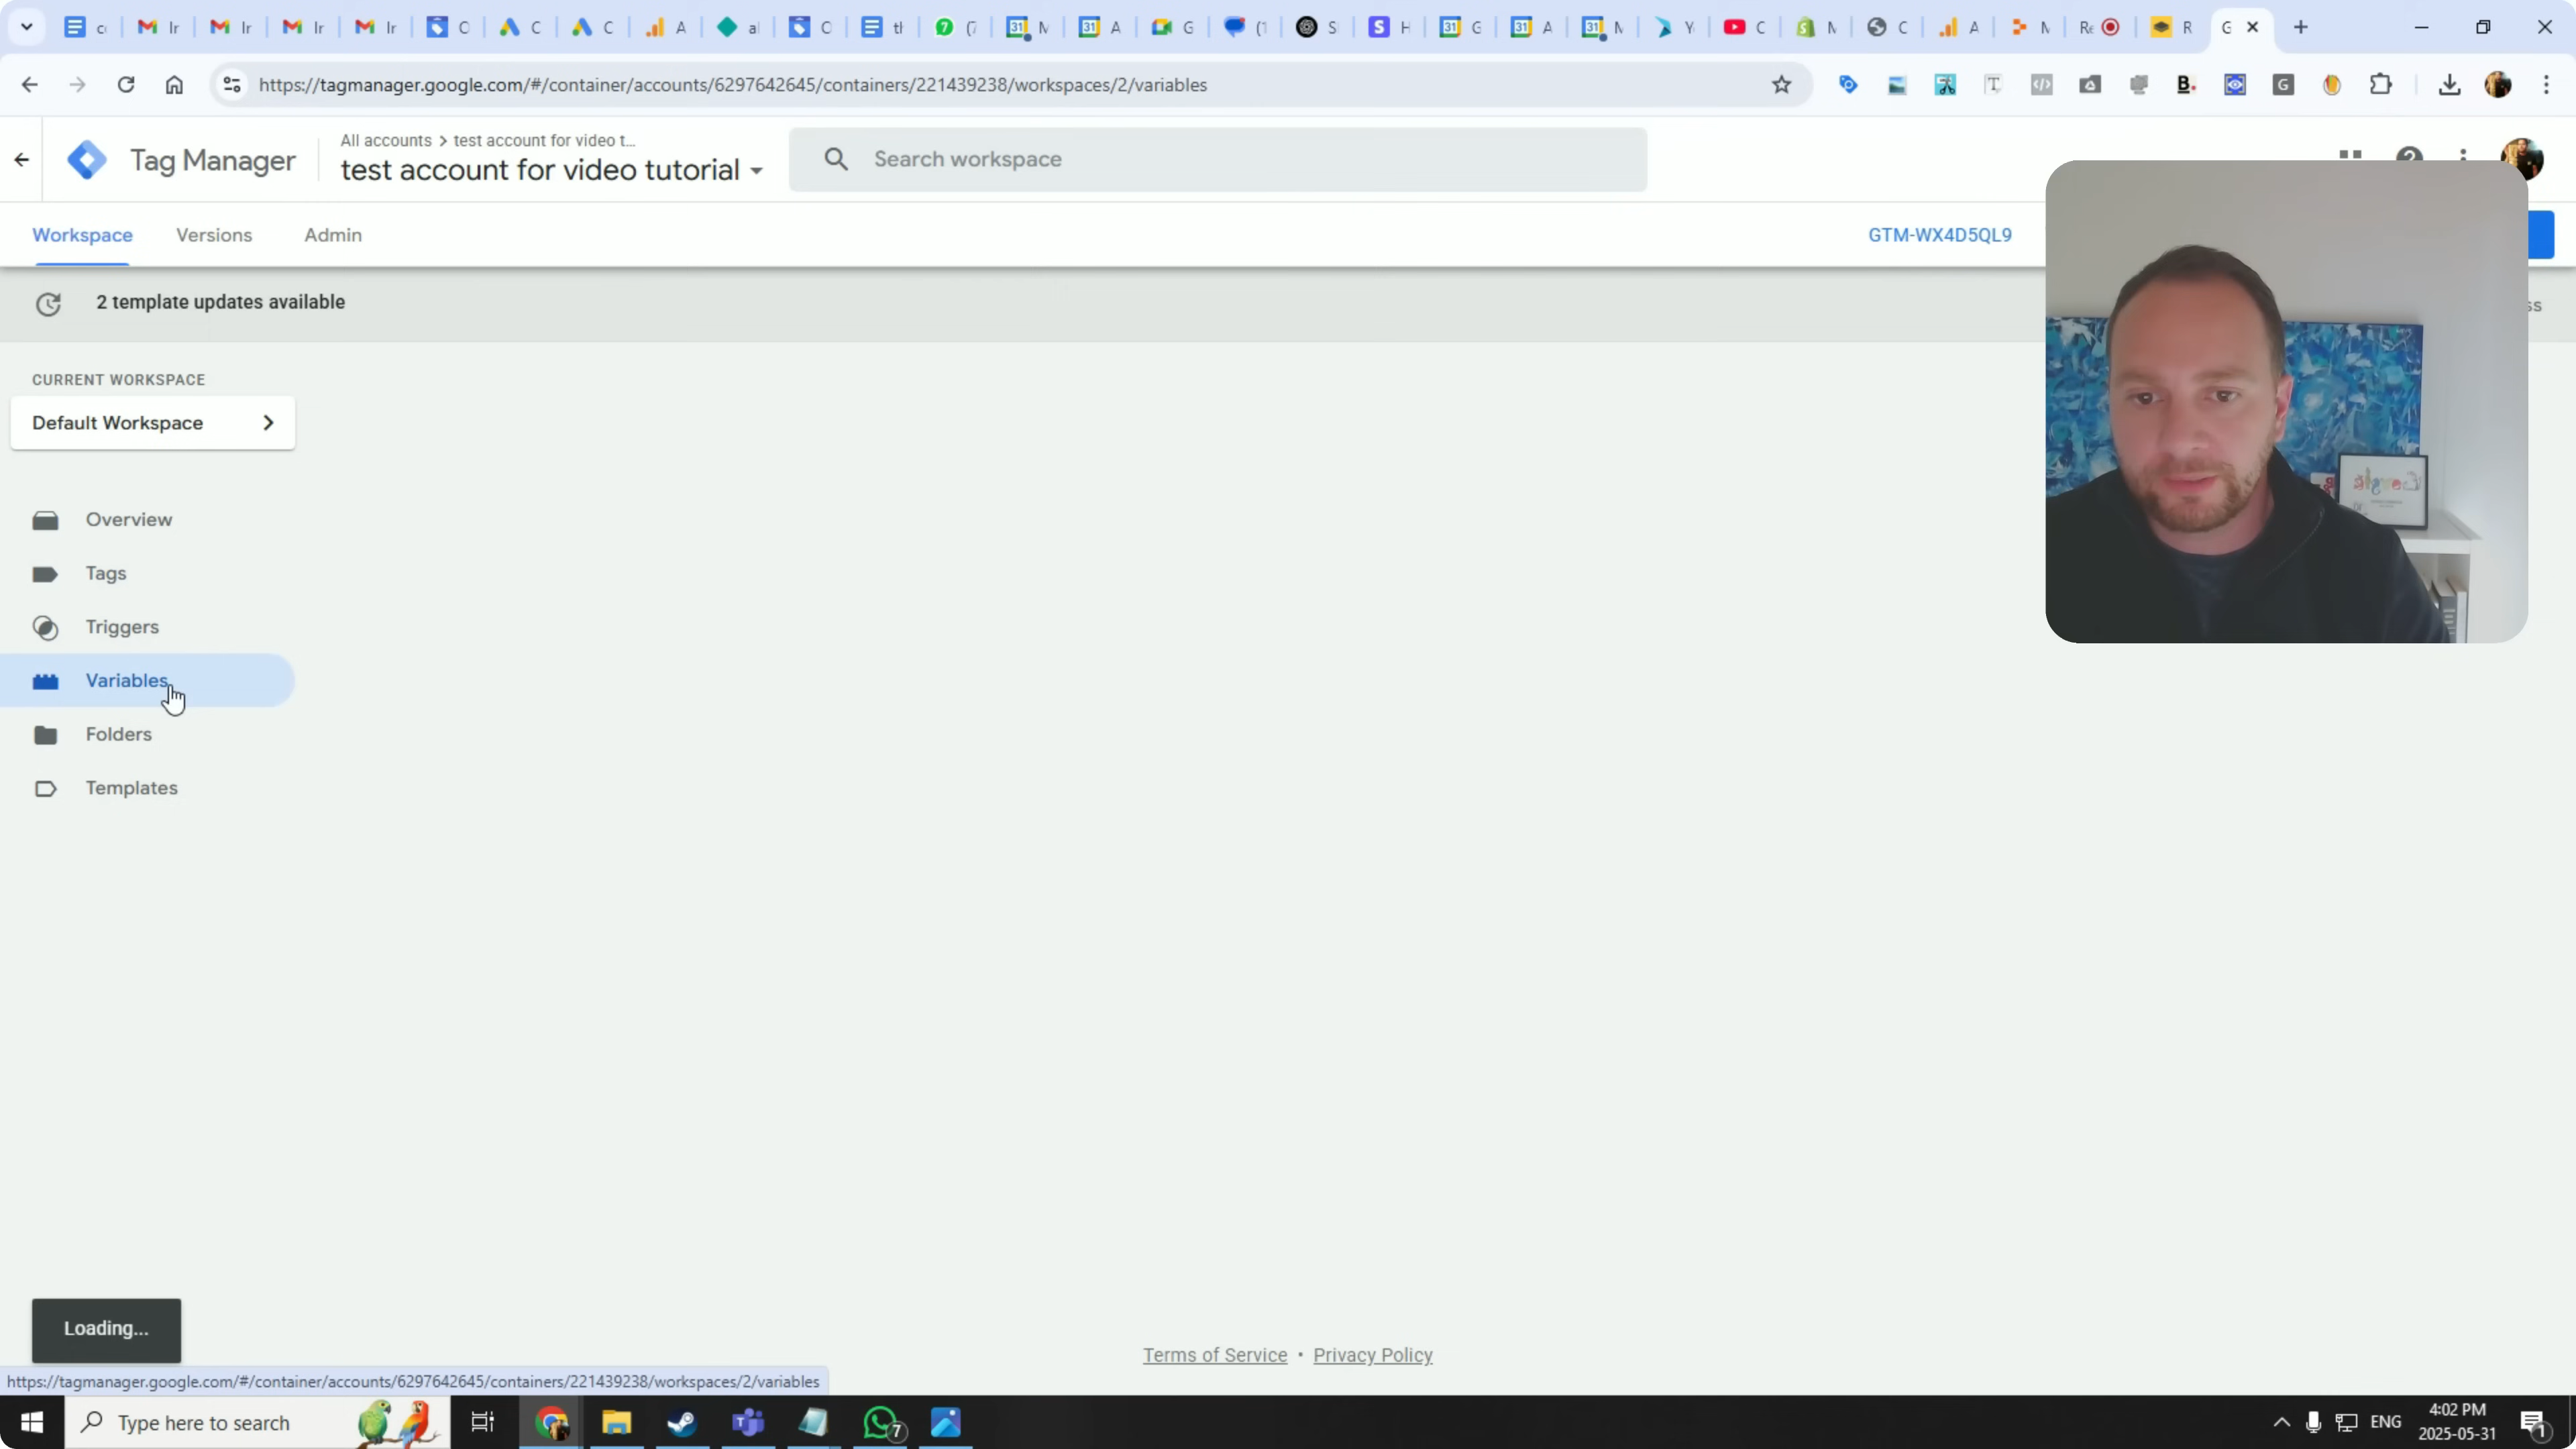 https://tagmanager.google.com/#/container/accounts/6297642645/containers/221439238/workspaces/2/variables
Tag Manager
All accounts > test account for video t...
test account for video tutorial
Search workspace
Workspace
Versions
Admin
GTM-WX4D5QL9
2 template updates available
CURRENT WORKSPACE
Default Workspace
Overview
Tags
Triggers
Variables
Folders
Templates
Loading...
Terms of Service • Privacy Policy
https://tagmanager.google.com/#/container/accounts/6297642645/containers/221439238/workspaces/2/variables
Type here to search
7
ENG
4:02 PM
2025-05-31
1